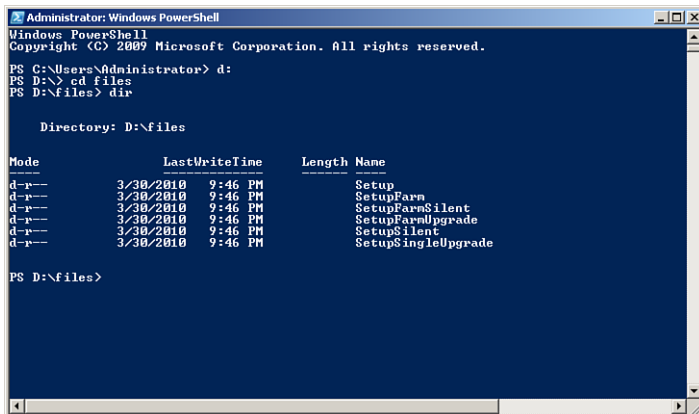 Administrator: Windows PowerShell
Windows PowerShell
Copyright (C) 2009 Microsoft Corporation. All rights reserved.
PS C:\Users\Administrator> d:
PS D:\> cd files
PS D:\files> dir
Directory: D:\files
Mode LastWriteTime Length Name
---- ------------- ------ ----
d-r-- 3/30/2010 9:46 PM Setup
d-r-- 3/30/2010 9:46 PM SetupFarm
d-r-- 3/30/2010 9:46 PM SetupFarmSilent
d-r-- 3/30/2010 9:46 PM SetupFarmUpgrade
d-r-- 3/30/2010 9:46 PM SetupSilent
d-r-- 3/30/2010 9:46 PM SetupSingleUpgrade
PS D:\files>